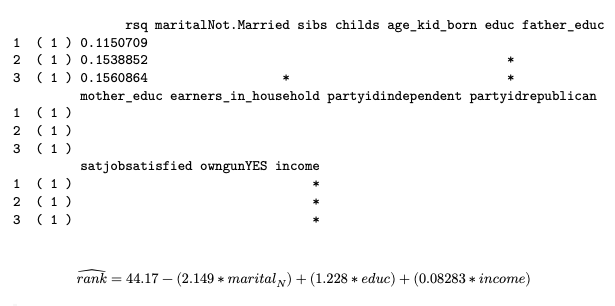 rsq maritalNot.Married sibs childs age_kid_born educ father_educ
1 ( 1 ) 0.1150709
2 ( 1 ) 0.1538852 *
3 ( 1 ) 0.1560864 * *
mother_educ earners_in_household partyidindependent partyidrepublican
1 ( 1 )
2 ( 1 )
3 ( 1 )
satjobsatisfied owngunYES income
1 ( 1 ) *
2 ( 1 ) *
3 ( 1 ) *
\widehat{rank} = 44.17 − (2.149 * marital_N) + (1.228 * educ) + (0.08283 * income)